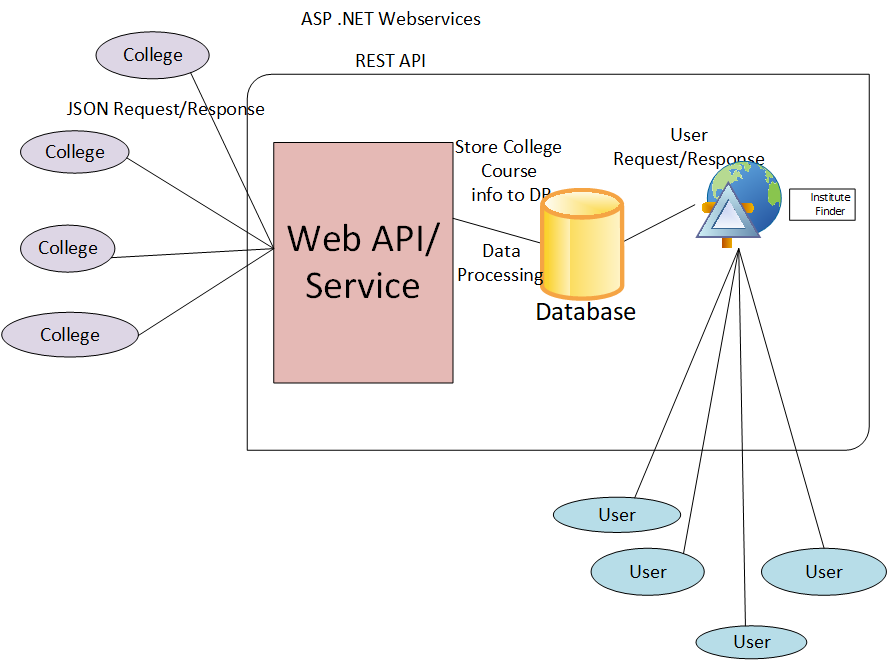 ASP .NET Webservices
College
REST API
JSON Request/Response
College
Store College
Course
info to DB
User
Request/Response
Institute
Finder
College
Web API/
Service
Data
Processing
Database
College
User
User
User
User